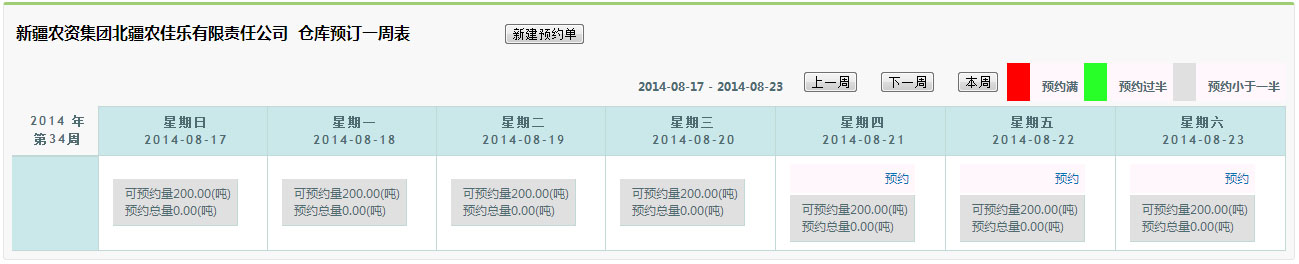 新疆农资集团北疆农佳乐有限责任公司 仓库预订一周表 新建预约单
2014-08-17 - 2014-08-23 上一周 下一周 本周 预约满 预约过半 预约小于一半
2014 年
第34周
星期日
2014-08-17
星期一
2014-08-18
星期二
2014-08-19
星期三
2014-08-20
星期四
2014-08-21
星期五
2014-08-22
星期六
2014-08-23
可预约量200.00(吨)
预约总量0.00(吨)
可预约量200.00(吨)
预约总量0.00(吨)
可预约量200.00(吨)
预约总量0.00(吨)
可预约量200.00(吨)
预约总量0.00(吨)
预约
可预约量200.00(吨)
预约总量0.00(吨)
预约
可预约量200.00(吨)
预约总量0.00(吨)
预约
可预约量200.00(吨)
预约总量0.00(吨)